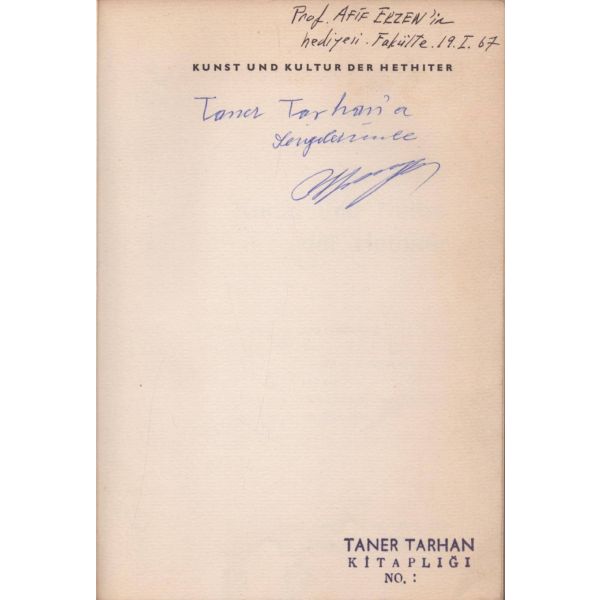 Prof. AFİF ERZEN'in
hediyesi. Fakülte. 19. I. 67
KUNST UND KULTUR DER HETHITER
Taner Tarhan'a
Sevgilerimle
TANER TARHAN
KİTAPLIĞI
NO. :